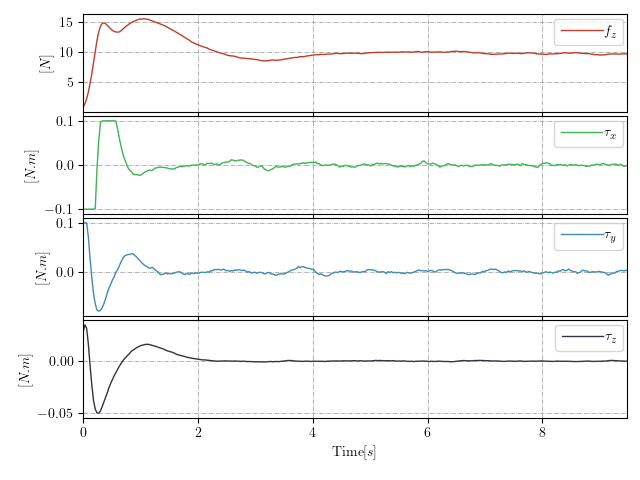 15
10
5
[N]
f_z
0.1
0.0
−0.1
[N.m]
τ_x
0.1
0.0
[N.m]
τ_y
0.00
−0.05
[N.m]
τ_z
0 2 4 6 8
Time[s]